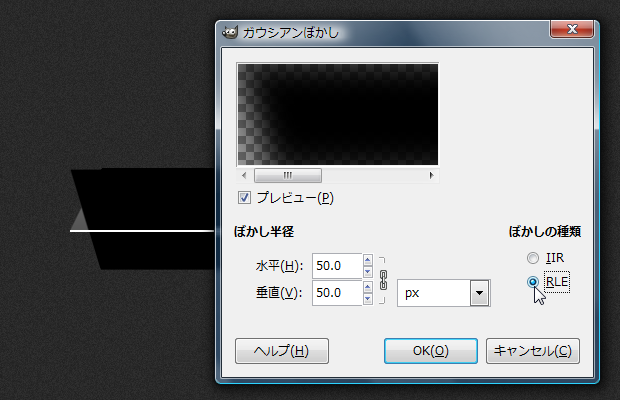 ガウシアンぼかし
プレビュー(P)
ぼかし半径
ぼかしの種類
水平(H): 50.0
垂直(V): 50.0
px
IIR
RLE
ヘルプ(H)
OK(O)
キャンセル(C)